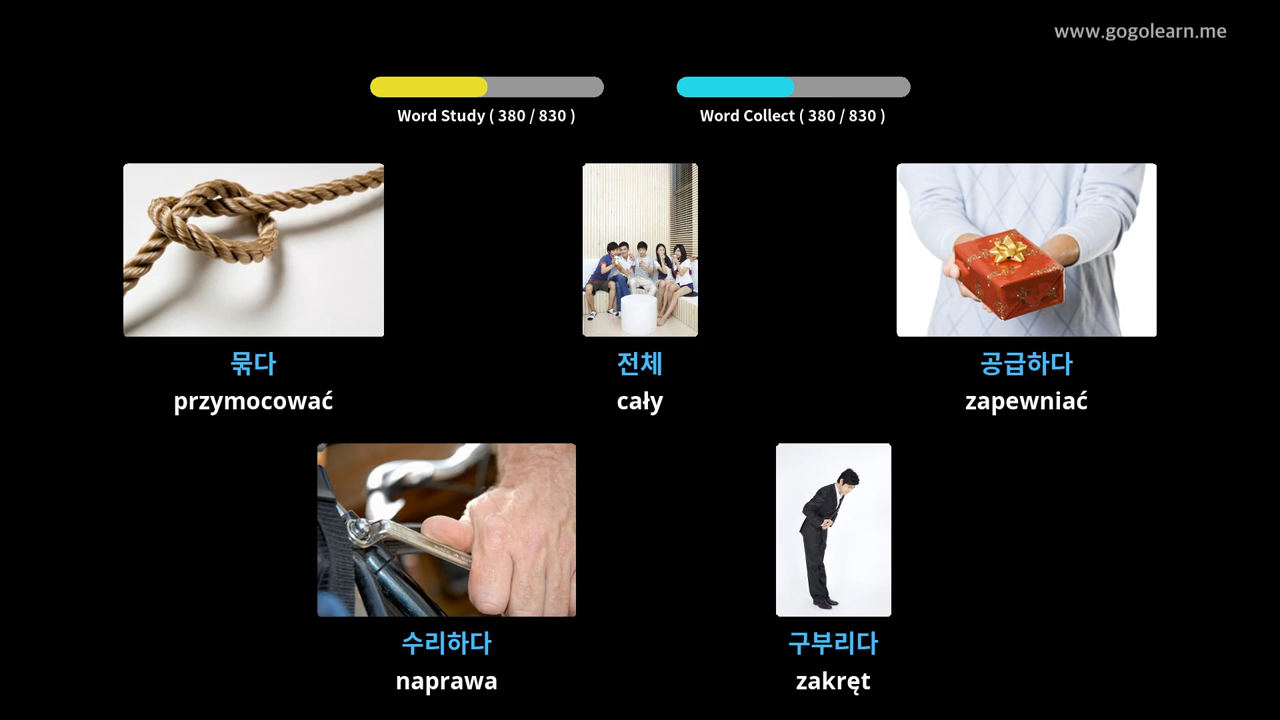 www.gogolearn.me
Word Study ( 380 / 830 )
Word Collect ( 380 / 830 )
묶다
przymocować
전체
cały
공급하다
zapewniać
수리하다
naprawa
구부리다
zakręt